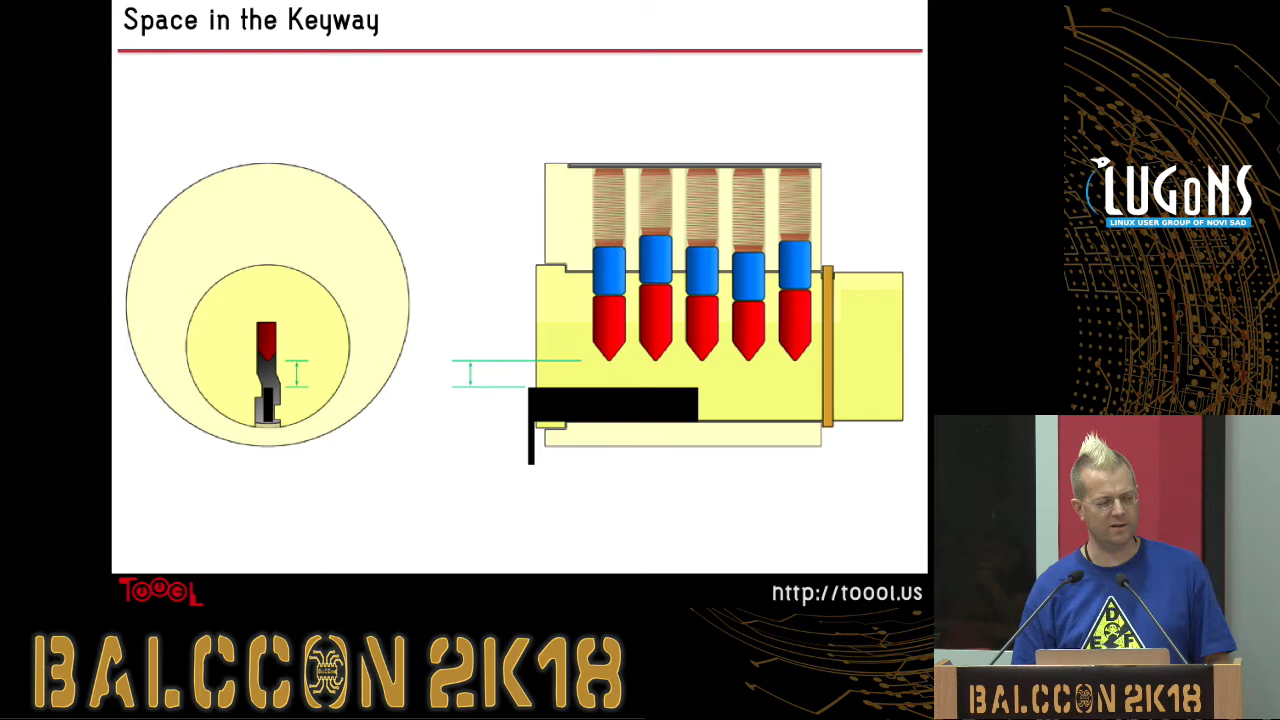 Space in the Keyway
LUGoNS
LINUX USER GROUP OF NOVI SAD
TOOOL
http://toool.us
BALCCON 2K18
BALCCON 2K18